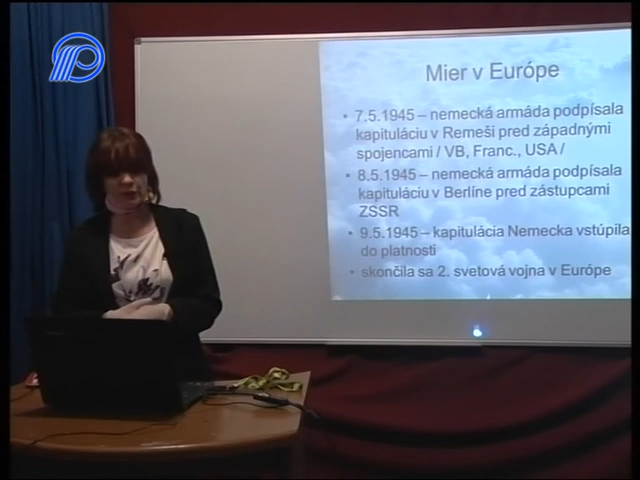 Mier v Európe
• 7.5.1945 – nemecká armáda podpísala
kapituláciu v Remeši pred západnými
spojencami / VB, Franc., USA /
• 8.5.1945 – nemecká armáda podpísala
kapituláciu v Berlíne pred zástupcami
ZSSR
• 9.5.1945 – kapitulácia Nemecka vstúpila
do platnosti
• skončila sa 2. svetová vojna v Európe